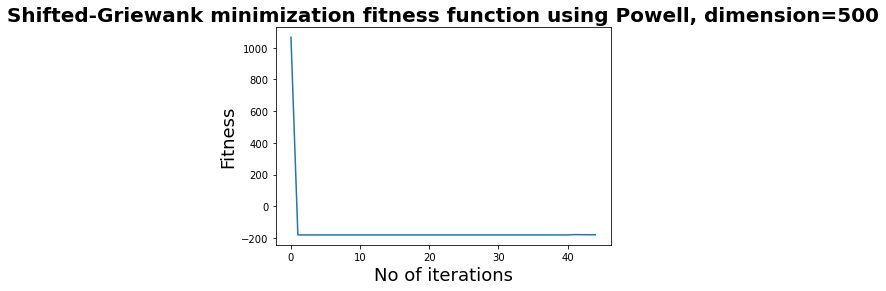 Shifted-Griewank minimization fitness function using Powell, dimension=500
1000
800
600
400
200
0
−200
Fitness
0 10 20 30 40
No of iterations